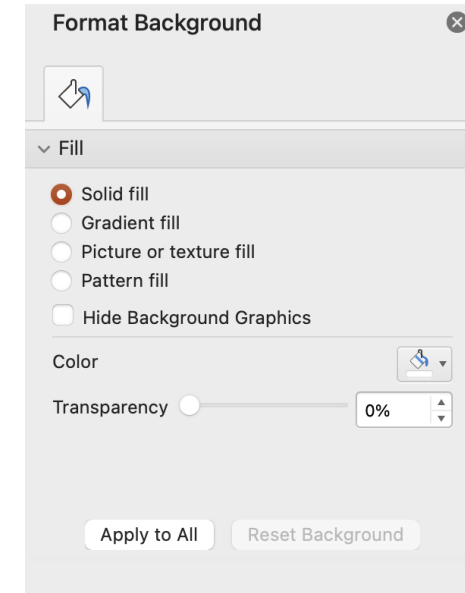 Format Background
Fill
Solid fill
Gradient fill
Picture or texture fill
Pattern fill
Hide Background Graphics
Color
Transparency 0%
Apply to All Reset Background